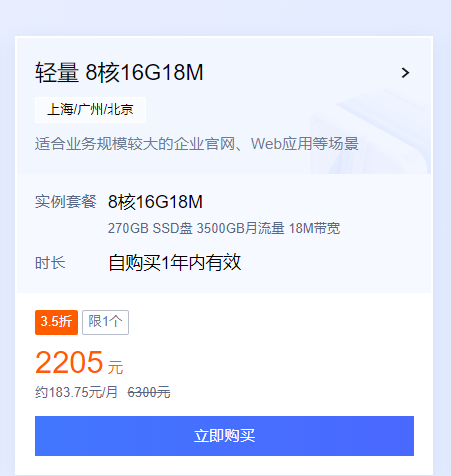 轻量 8核16G18M
上海/广州/北京
适合业务规模较大的企业官网、Web应用等场景
实例套餐 8核16G18M
270GB SSD盘 3500GB月流量 18M带宽
时长 自购买1年内有效
3.5折 限1个
2205 元
约183.75元/月 6300元
立即购买